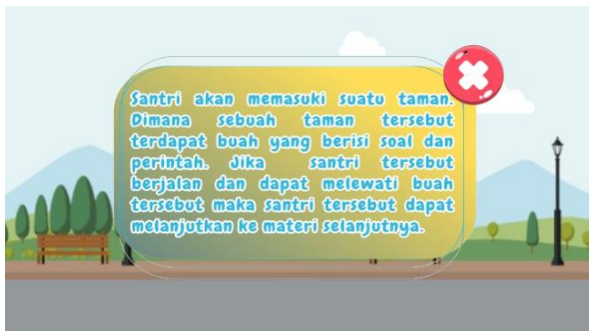 Santri akan memasuki suatu taman.
Dimana sebuah taman tersebut
terdapat buah yang berisi soal dan
perintah. Jika santri tersebut
berjalan dan dapat melewati buah
tersebut maka santri tersebut dapat
melanjutkan ke materi selanjutnya.